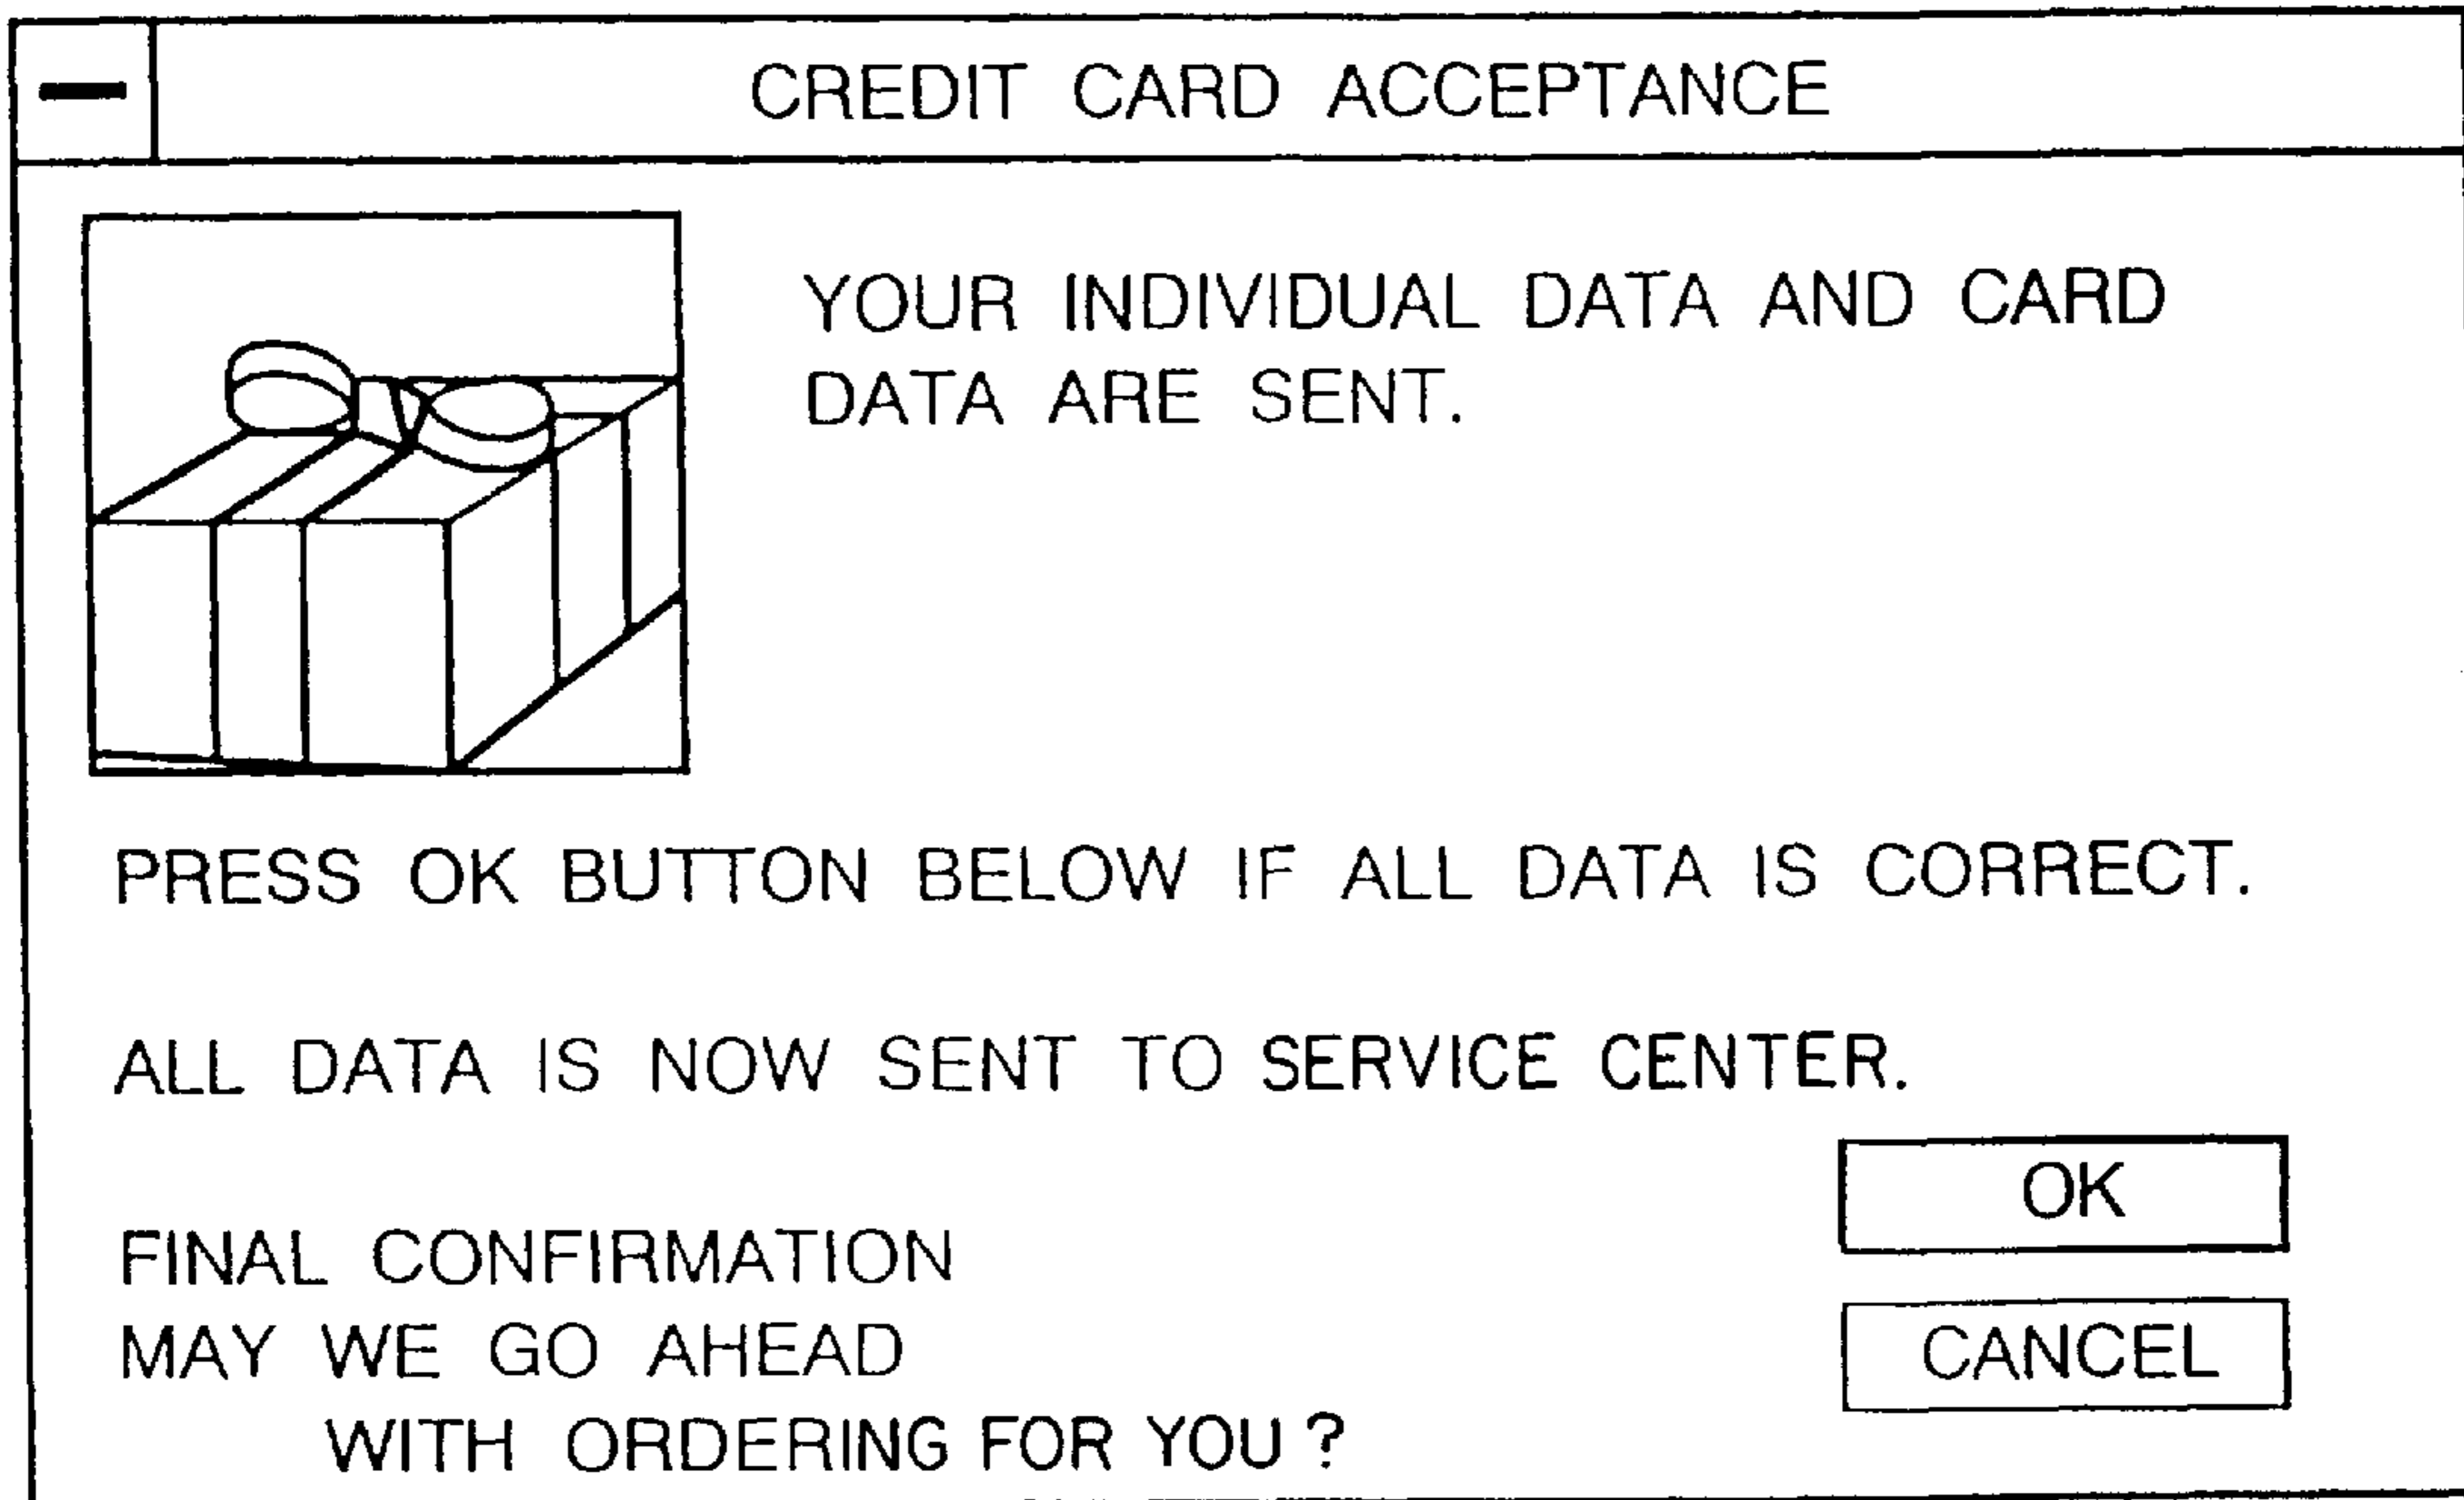 CREDIT CARD ACCEPTANCE
YOUR INDIVIDUAL DATA AND CARD
DATA ARE SENT.
PRESS OK BUTTON BELOW IF ALL DATA IS CORRECT.
ALL DATA IS NOW SENT TO SERVICE CENTER.
OK
FINAL CONFIRMATION
MAY WE GO AHEAD
CANCEL
WITH ORDERING FOR YOU?